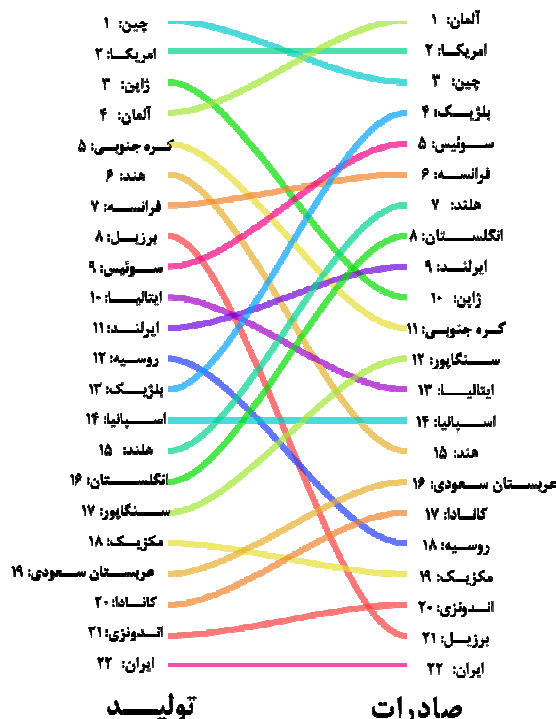 چین: ۱
امریکا: ۲
ژاپن: ۳
آلمان: ۴
کره جنوبی: ۵
هند: ۶
فرانسه: ۷
برزیل: ۸
سوئیس: ۹
ایتالیا: ۱۰
ایرلند: ۱۱
روسیه: ۱۲
بلژیک: ۱۳
اسپانیا: ۱۴
هلند: ۱۵
انگلستان: ۱۶
سنگاپور: ۱۷
مکزیک: ۱۸
عربستان سعودی: ۱۹
کانادا: ۲۰
اندونزی: ۲۱
ایران: ۲۲
تولید
آلمان: ۱
امریکا: ۲
چین: ۳
بلژیک: ۴
سوئیس: ۵
فرانسه: ۶
هلند: ۷
انگلستان: ۸
ایرلند: ۹
ژاپن: ۱۰
کره جنوبی: ۱۱
سنگاپور: ۱۲
ایتالیا: ۱۳
اسپانیا: ۱۴
هند: ۱۵
عربستان سعودی: ۱۶
کانادا: ۱۷
روسیه: ۱۸
مکزیک: ۱۹
اندونزی: ۲۰
برزیل: ۲۱
ایران: ۲۲
صادرات